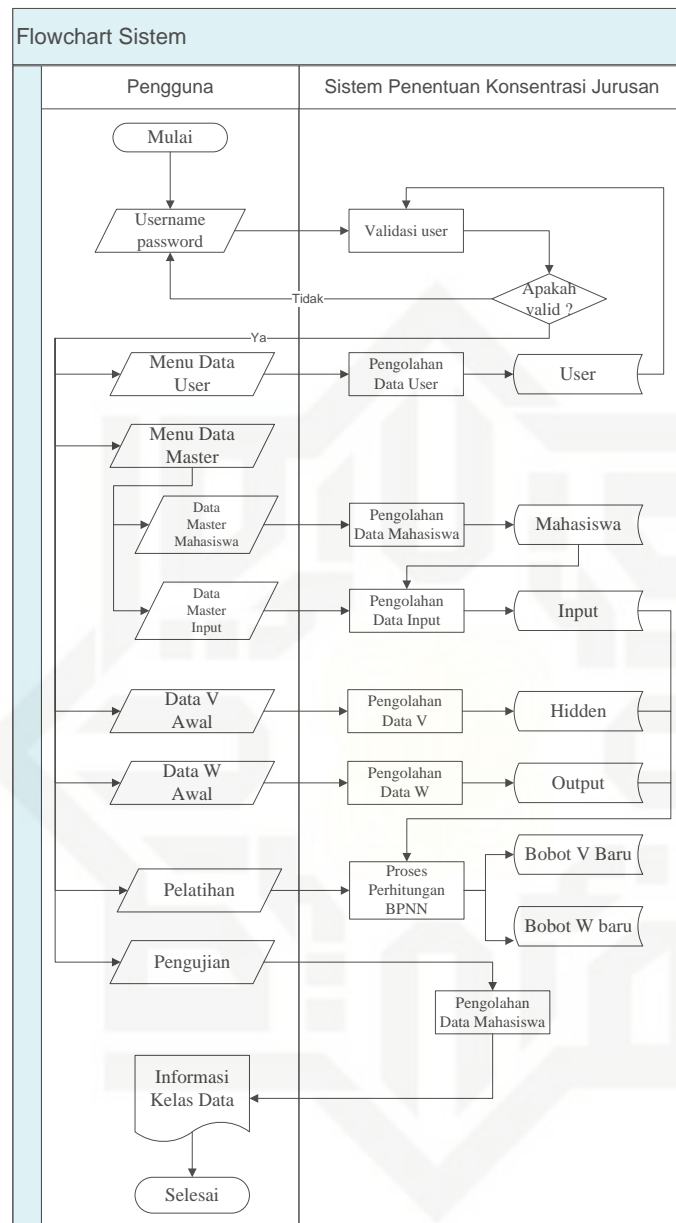 Flowchart Sistem
Pengguna
Sistem Penentuan Konsentrasi Jurusan
Mulai
Username
password
Validasi user
Apakah
valid ?
Tidak
Ya
Menu Data
User
Pengolahan
Data User
User
Menu Data
Master
Data
Master
Mahasiswa
Pengolahan
Data Mahasiswa
Mahasiswa
Data
Master
Input
Pengolahan
Data Input
Input
Data V
Awal
Pengolahan
Data V
Hidden
Data W
Awal
Pengolahan
Data W
Output
Pelatihan
Proses
Perhitungan
BPNN
Bobot V Baru
Bobot W baru
Pengujian
Pengolahan
Data Mahasiswa
Informasi
Kelas Data
Selesai